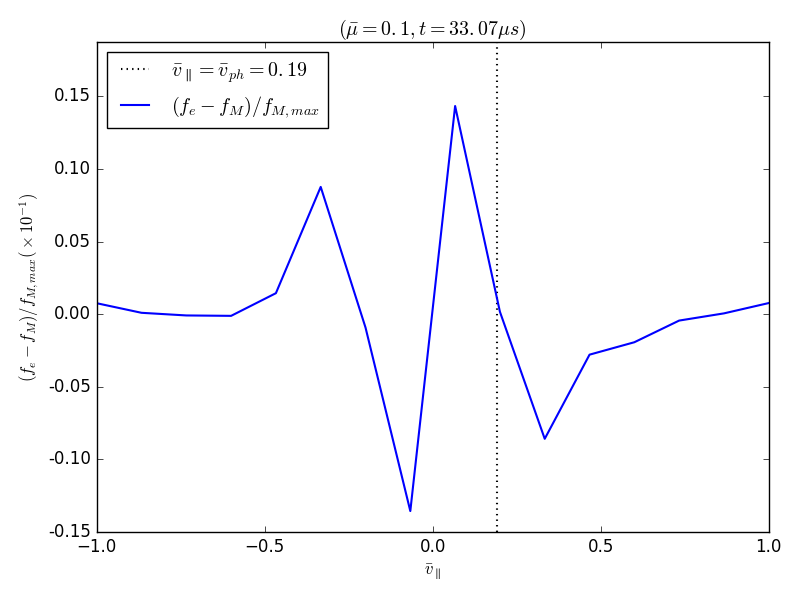 (μ̄ = 0.1, t = 33.07μs)
v̄∥ = v̄ph = 0.19
(fe − fM)/fM,max
0.15
0.10
0.05
0.00
-0.05
-0.10
-0.15
(fe − fM)/fM,max(×10⁻¹)
−1.0 −0.5 0.0 0.5 1.0
v̄∥